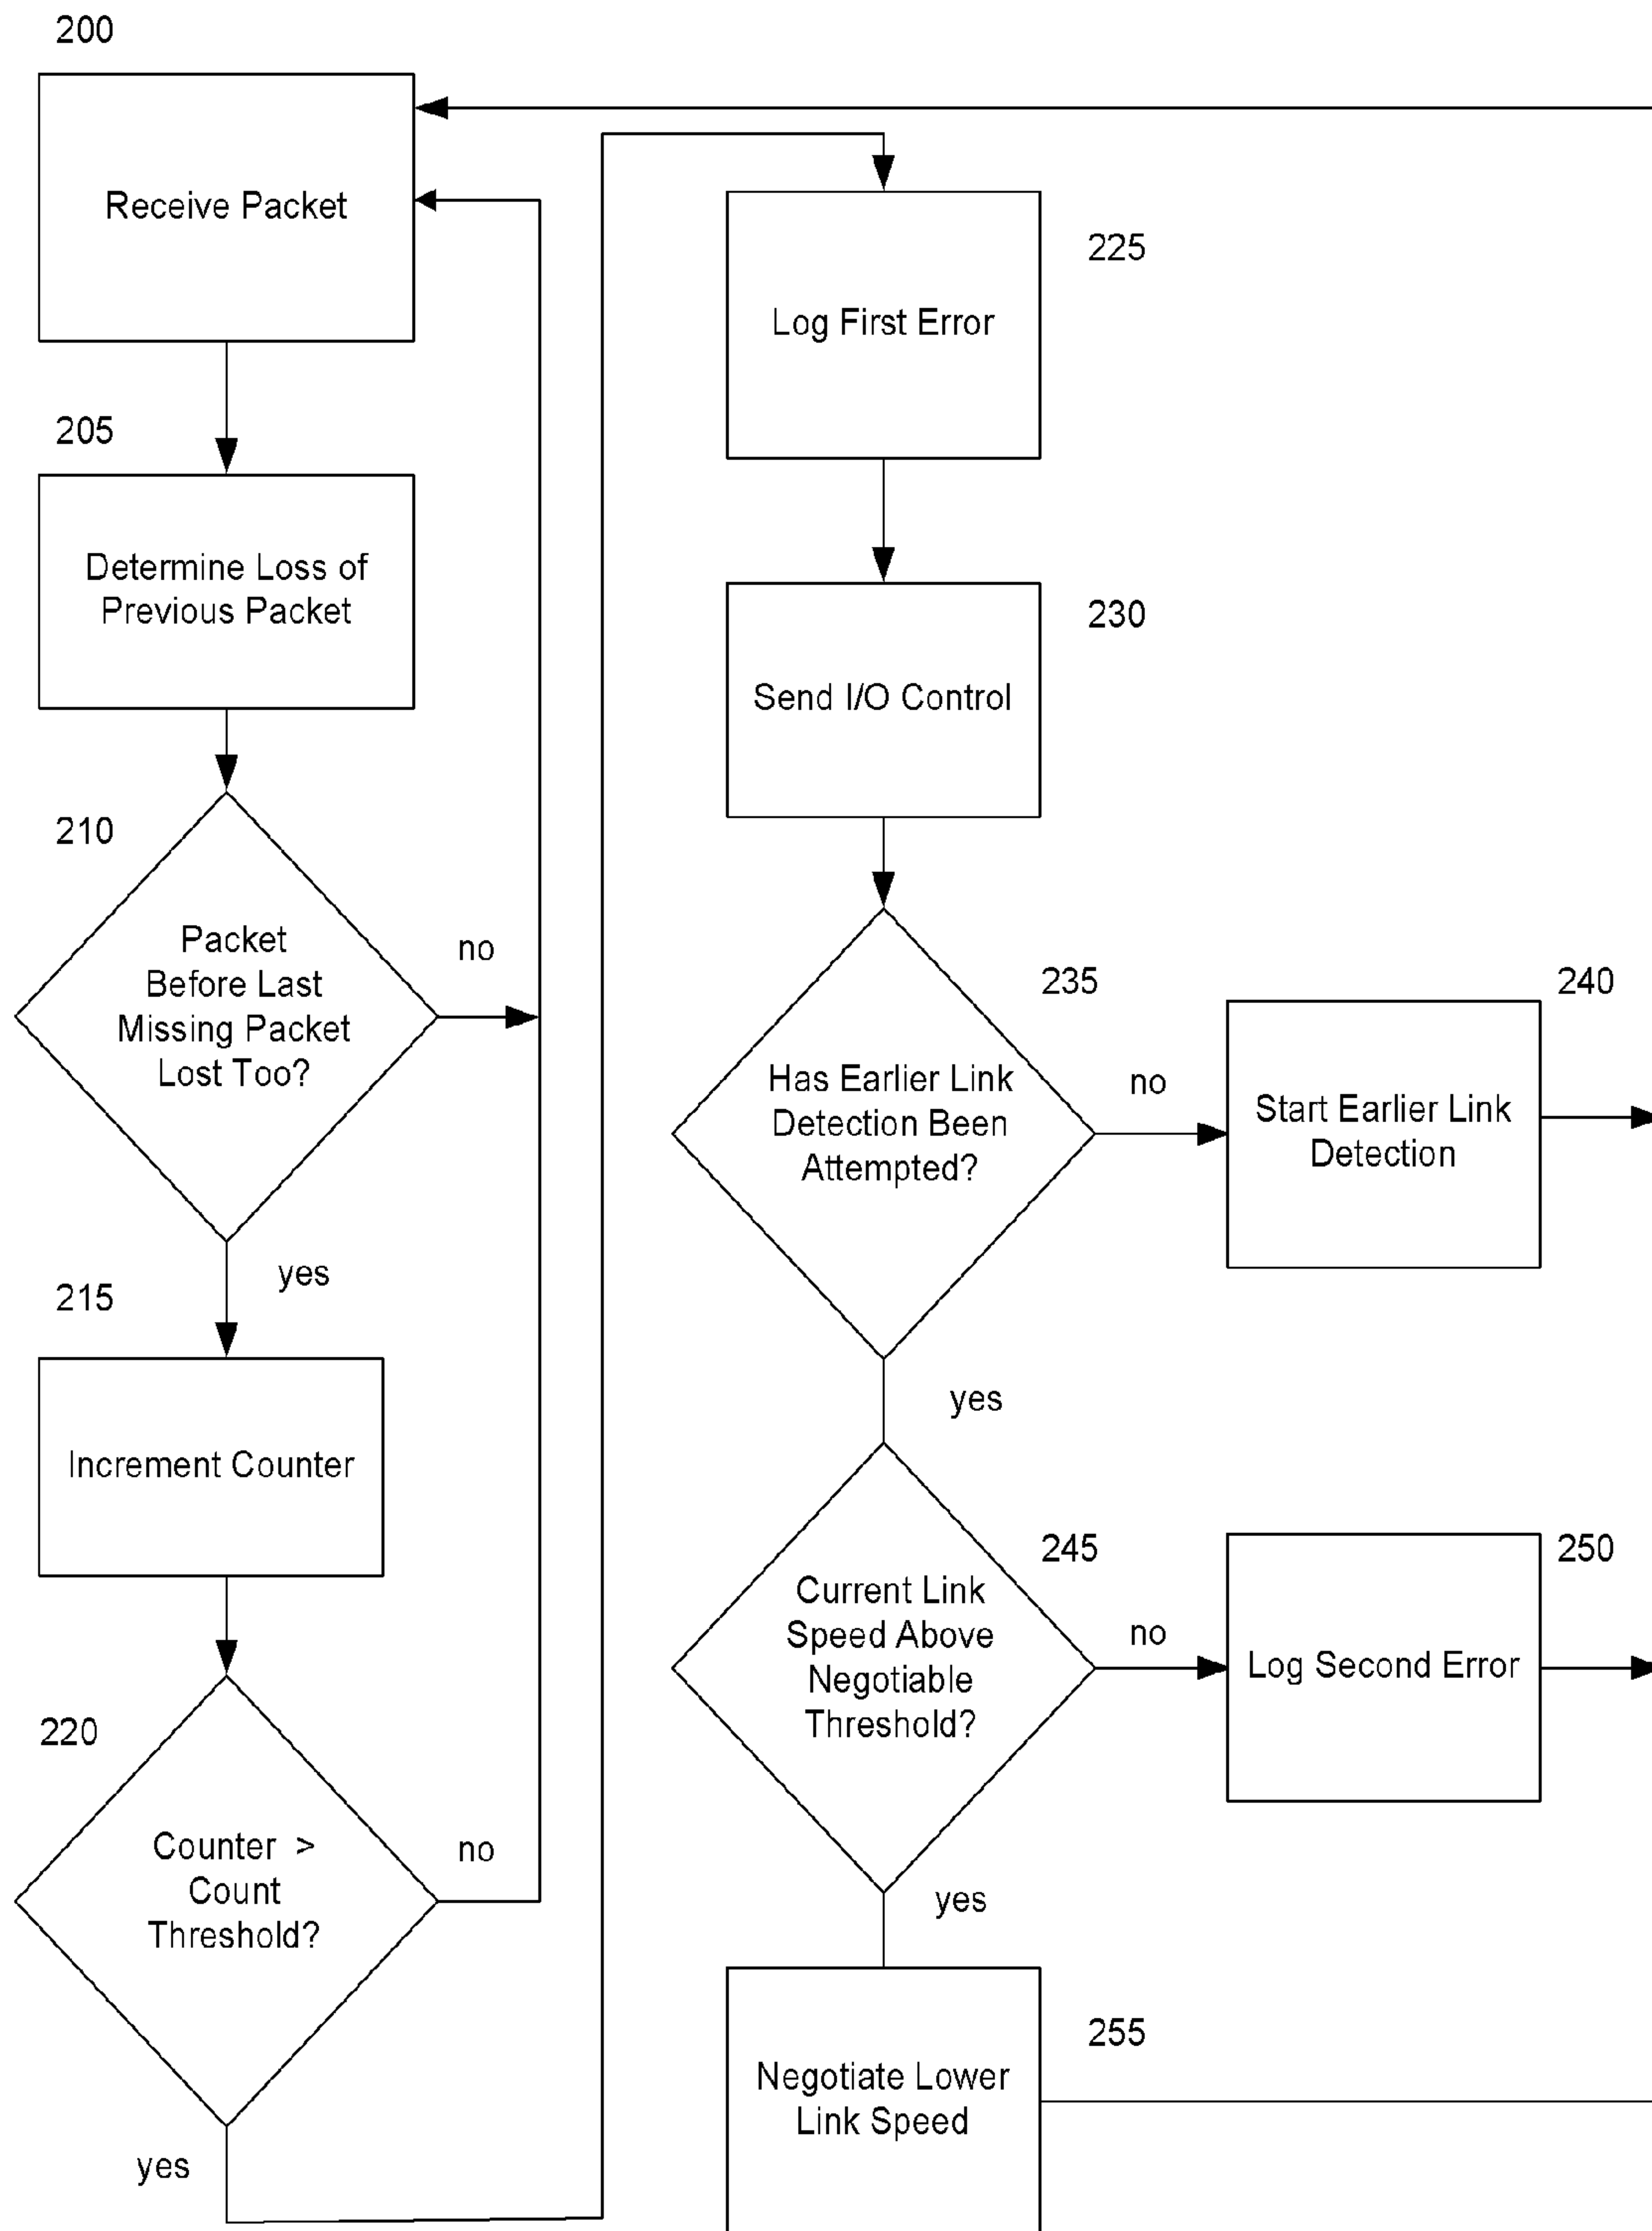 200
Receive Packet
205
Determine Loss of
Previous Packet
210
Packet
Before Last
Missing Packet
Lost Too?
no
yes
215
Increment Counter
220
Counter >
Count
Threshold?
no
yes
225
Log First Error
230
Send I/O Control
235
Has Earlier Link
Detection Been
Attempted?
no
240
Start Earlier Link
Detection
yes
245
Current Link
Speed Above
Negotiable
Threshold?
no
250
Log Second Error
yes
255
Negotiate Lower
Link Speed